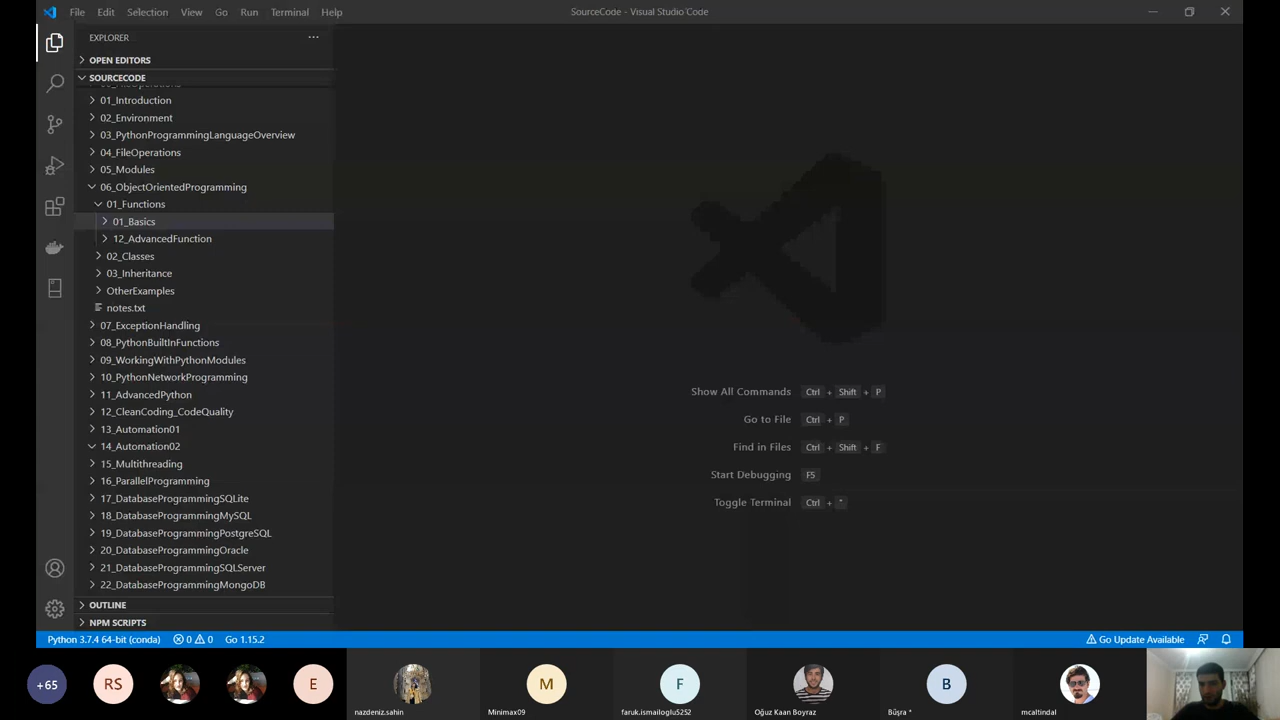 File Edit Selection View Go Run Terminal Help
SourceCode - Visual Studio Code
EXPLORER
OPEN EDITORS
SOURCECODE
01_Introduction
02_Environment
03_PythonProgrammingLanguageOverview
04_FileOperations
05_Modules
06_ObjectOrientedProgramming
01_Functions
01_Basics
12_AdvancedFunction
02_Classes
03_Inheritance
OtherExamples
notes.txt
07_ExceptionHandling
08_PythonBuiltInFunctions
09_WorkingWithPythonModules
10_PythonNetworkProgramming
11_AdvancedPython
12_CleanCoding_CodeQuality
13_Automation01
14_Automation02
15_Multithreading
16_ParallelProgramming
17_DatabaseProgrammingSQLite
18_DatabaseProgrammingMySQL
19_DatabaseProgrammingPostgreSQL
20_DatabaseProgrammingOracle
21_DatabaseProgrammingSQLServer
22_DatabaseProgrammingMongoDB
OUTLINE
NPM SCRIPTS
Show All Commands Ctrl + Shift + P
Go to File Ctrl + P
Find in Files Ctrl + Shift + F
Start Debugging F5
Toggle Terminal Ctrl + "
Python 3.7.4 64-bit (conda) 0 0 Go 1.15.2
Go Update Available
+65 RS E M F B
nazdeniz.sahin Minimax09 faruk.ismailoglu5252 Oğuz Kaan Boyraz Büşra * mcaltindal